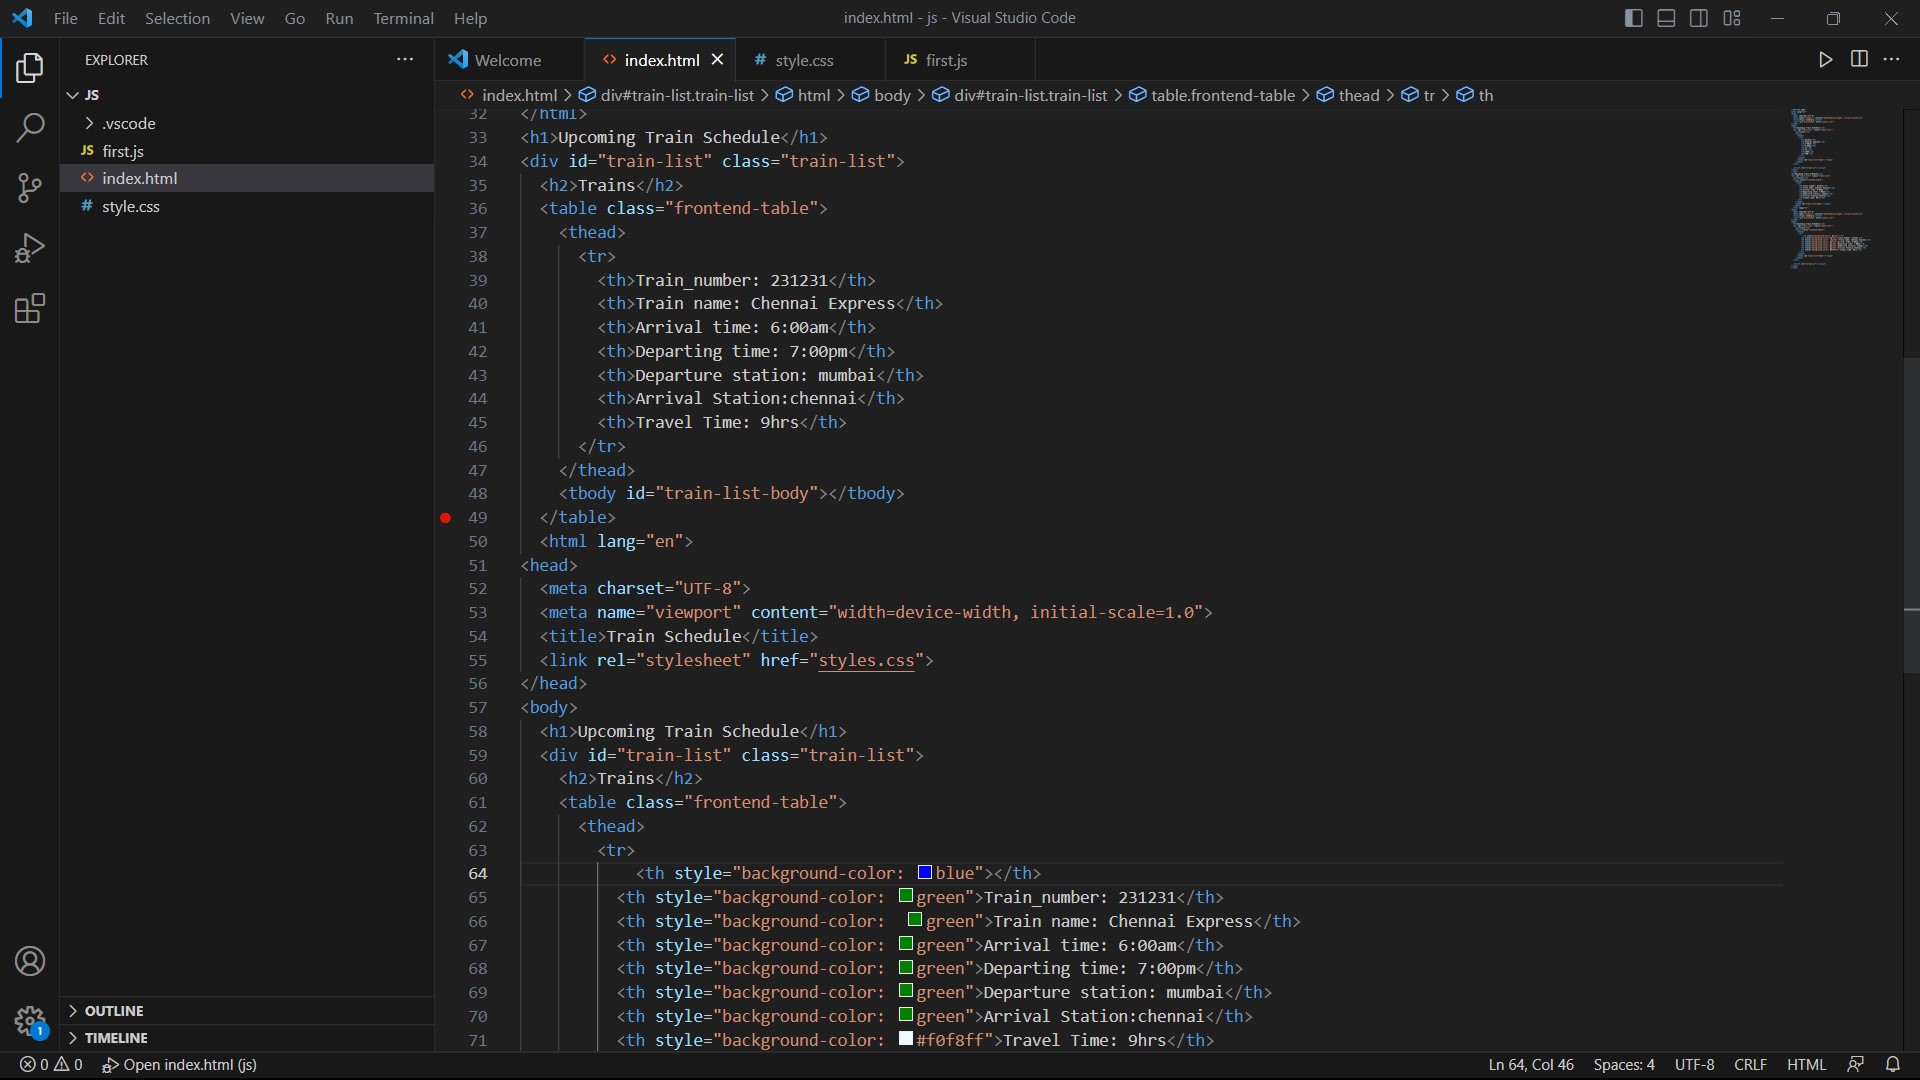 File Edit Selection View Go Run Terminal Help
index.html - js - Visual Studio Code
EXPLORER
JS
.vscode
JS first.js
<> index.html
# style.css
OUTLINE
TIMELINE
Welcome
<> index.html
# style.css
JS first.js
<> index.html > div#train-list.train-list > html > body > div#train-list.train-list > table.frontend-table > thead > tr > th
32 </html>
33 <h1>Upcoming Train Schedule</h1>
34 <div id="train-list" class="train-list">
35 <h2>Trains</h2>
36 <table class="frontend-table">
37 <thead>
38 <tr>
39 <th>Train_number: 231231</th>
40 <th>Train name: Chennai Express</th>
41 <th>Arrival time: 6:00am</th>
42 <th>Departing time: 7:00pm</th>
43 <th>Departure station: mumbai</th>
44 <th>Arrival Station:chennai</th>
45 <th>Travel Time: 9hrs</th>
46 </tr>
47 </thead>
48 <tbody id="train-list-body"></tbody>
49 </table>
50 <html lang="en">
51 <head>
52 <meta charset="UTF-8">
53 <meta name="viewport" content="width=device-width, initial-scale=1.0">
54 <title>Train Schedule</title>
55 <link rel="stylesheet" href="styles.css">
56 </head>
57 <body>
58 <h1>Upcoming Train Schedule</h1>
59 <div id="train-list" class="train-list">
60 <h2>Trains</h2>
61 <table class="frontend-table">
62 <thead>
63 <tr>
64 <th style="background-color: blue"></th>
65 <th style="background-color: green">Train_number: 231231</th>
66 <th style="background-color:  green">Train name: Chennai Express</th>
67 <th style="background-color: green">Arrival time: 6:00am</th>
68 <th style="background-color: green">Departing time: 7:00pm</th>
69 <th style="background-color: green">Departure station: mumbai</th>
70 <th style="background-color: green">Arrival Station:chennai</th>
71 <th style="background-color: #f0f8ff">Travel Time: 9hrs</th>
1
0 0 Open index.html (js)
Ln 64, Col 46 Spaces: 4 UTF-8 CRLF HTML